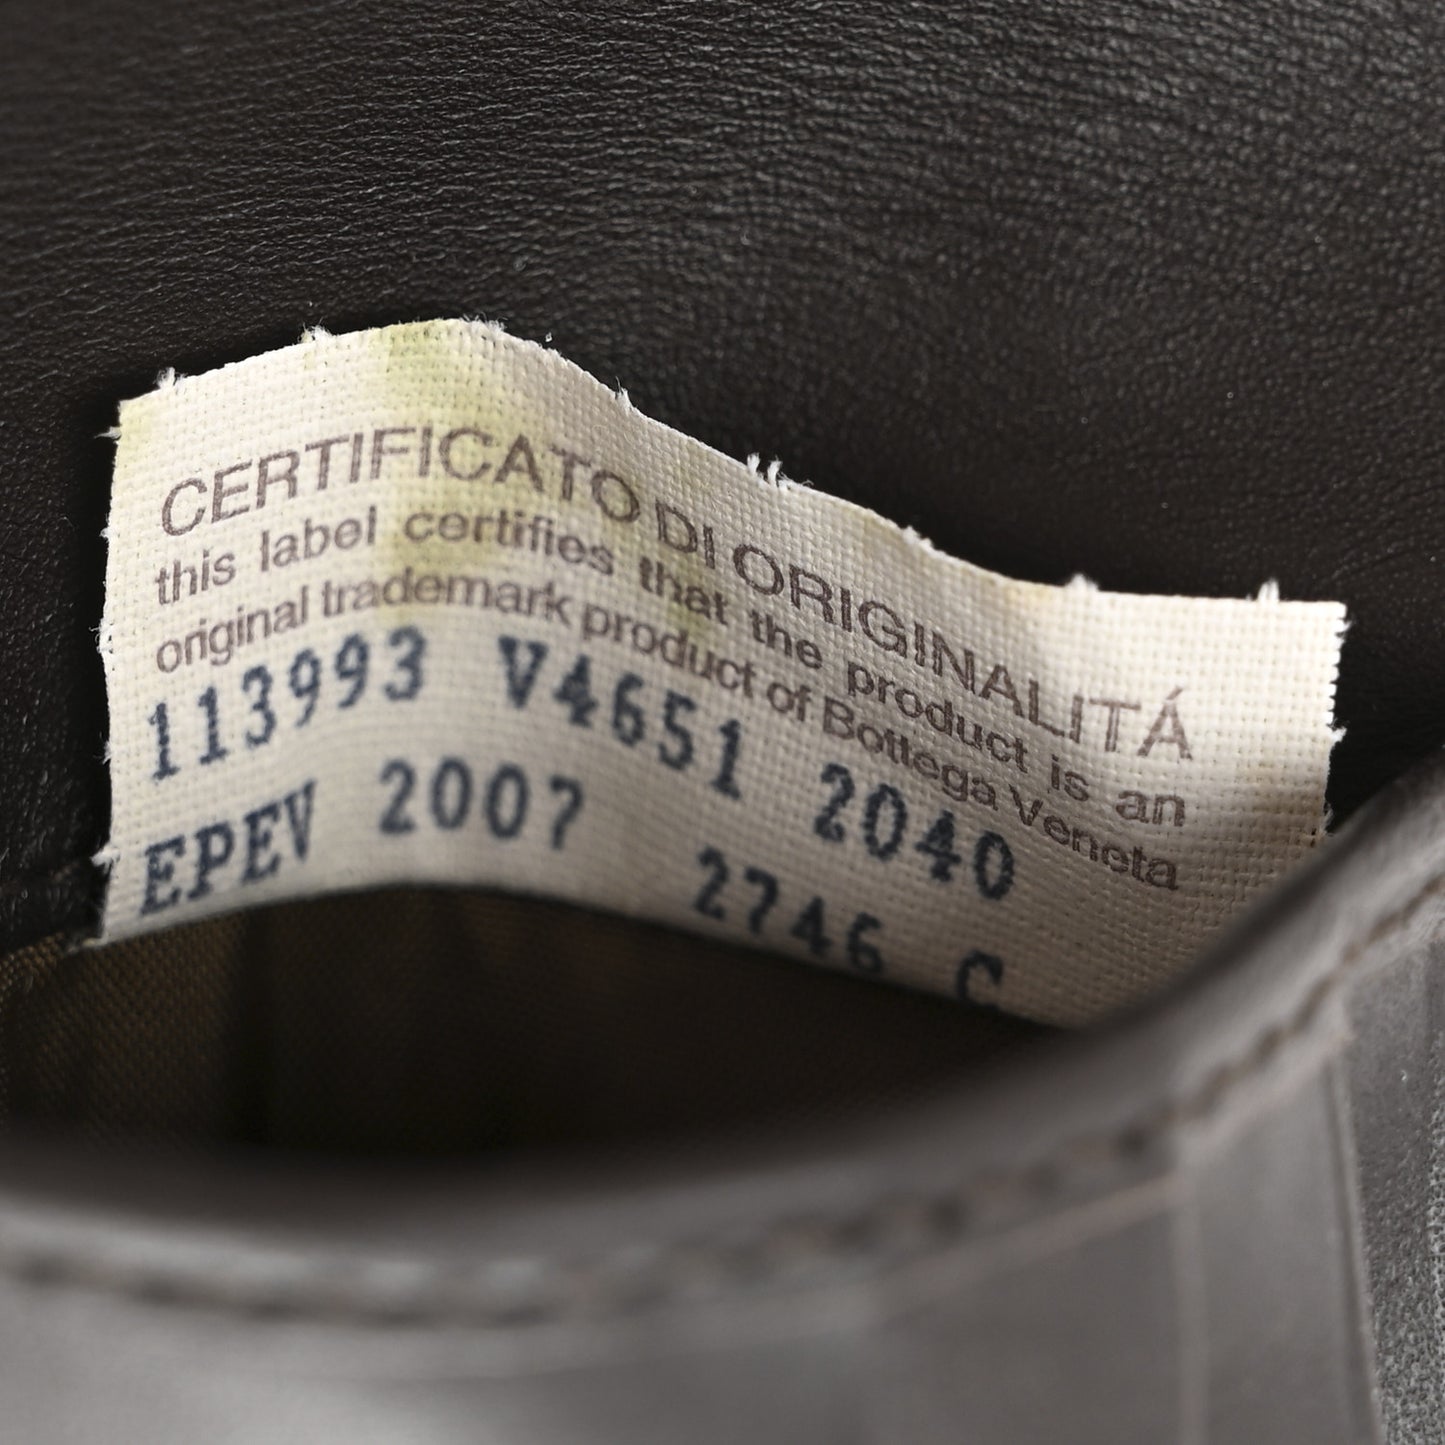 CERTIFICATO DI ORIGINALITÁ
this label certifies that the product is an
original trademark product of Bottega Veneta
113993 V4651 2040
EPEV 2007 2746 C